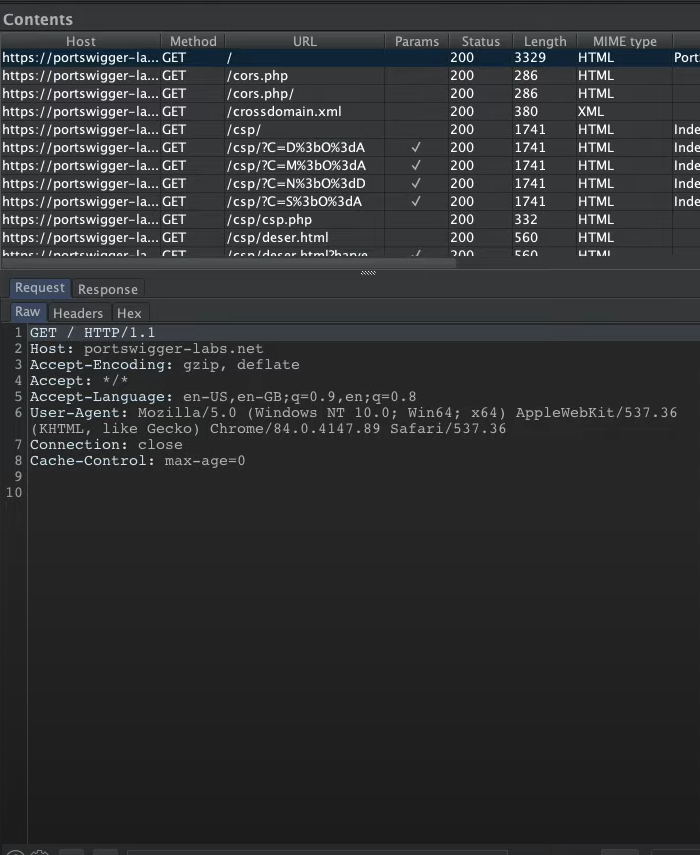 Contents
Host Method URL Params Status Length MIME type
https://portswigger-la... GET / 200 3329 HTML Port
https://portswigger-la... GET /cors.php 200 286 HTML
https://portswigger-la... GET /cors.php/ 200 286 HTML
https://portswigger-la... GET /crossdomain.xml 200 380 XML
https://portswigger-la... GET /csp/ 200 1741 HTML Inde
https://portswigger-la... GET /csp/?C=D%3bO%3dA ✓ 200 1741 HTML Inde
https://portswigger-la... GET /csp/?C=M%3bO%3dA ✓ 200 1741 HTML Inde
https://portswigger-la... GET /csp/?C=N%3bO%3dD ✓ 200 1741 HTML Inde
https://portswigger-la... GET /csp/?C=S%3bO%3dA ✓ 200 1741 HTML Inde
https://portswigger-la... GET /csp/csp.php 200 332 HTML
https://portswigger-la... GET /csp/deser.html 200 560 HTML
https://portswigger-la... GET /csp/deser.html?harve ✓ 200 560 HTML
Request Response
Raw Headers Hex
1 GET / HTTP/1.1
2 Host: portswigger-labs.net
3 Accept-Encoding: gzip, deflate
4 Accept: */*
5 Accept-Language: en-US,en-GB;q=0.9,en;q=0.8
6 User-Agent: Mozilla/5.0 (Windows NT 10.0; Win64; x64) AppleWebKit/537.36
(KHTML, like Gecko) Chrome/84.0.4147.89 Safari/537.36
7 Connection: close
8 Cache-Control: max-age=0
9
10